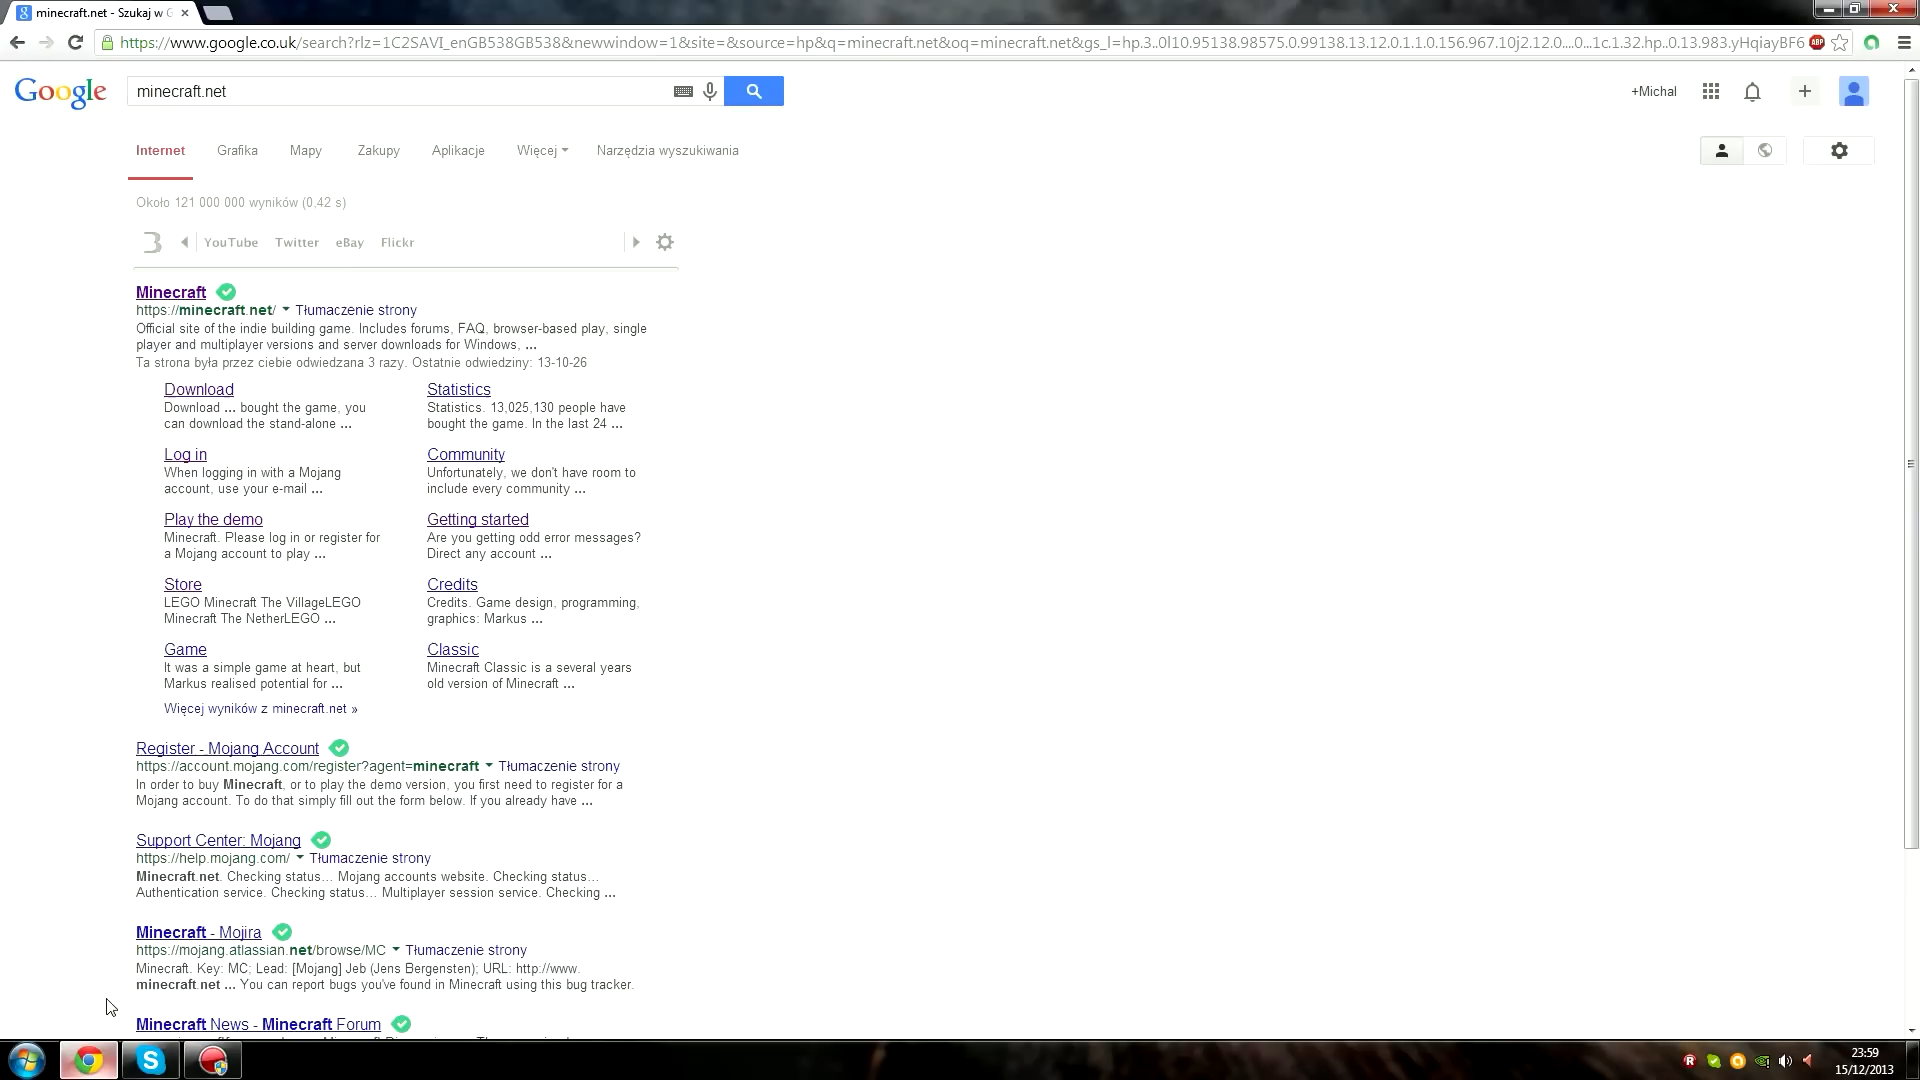 minecraft.net - Szukaj w G
https://www.google.co.uk/search?rlz=1C2SAVI_enGB538GB538&newwindow=1&site=&source=hp&q=minecraft.net&oq=minecraft.net&gs_l=hp.3..0l10.95138.98575.0.99138.13.12.0.1.1.0.156.967.10j2.12.0....0...1c.1.32.hp..0.13.983.yHqiayBF6
ABP
Google
minecraft.net
+Michal
Internet Grafika Mapy Zakupy Aplikacje Więcej Narzędzia wyszukiwania
Około 121 000 000 wyników (0,42 s)
YouTube Twitter eBay Flickr
Minecraft
https://minecraft.net/ Tłumaczenie strony
Official site of the indie building game. Includes forums, FAQ, browser-based play, single
player and multiplayer versions and server downloads for Windows, ...
Ta strona była przez ciebie odwiedzana 3 razy. Ostatnie odwiedziny: 13-10-26
Download
Download ... bought the game, you
can download the stand-alone ...
Statistics
Statistics. 13,025,130 people have
bought the game. In the last 24 ...
Log in
When logging in with a Mojang
account, use your e-mail ...
Community
Unfortunately, we don't have room to
include every community ...
Play the demo
Minecraft. Please log in or register for
a Mojang account to play ...
Getting started
Are you getting odd error messages?
Direct any account ...
Store
LEGO Minecraft The VillageLEGO
Minecraft The NetherLEGO ...
Credits
Credits. Game design, programming,
graphics: Markus ...
Game
It was a simple game at heart, but
Markus realised potential for ...
Classic
Minecraft Classic is a several years
old version of Minecraft ...
Więcej wyników z minecraft.net »
Register - Mojang Account
https://account.mojang.com/register?agent=minecraft Tłumaczenie strony
In order to buy Minecraft, or to play the demo version, you first need to register for a
Mojang account. To do that simply fill out the form below. If you already have ...
Support Center: Mojang
https://help.mojang.com/ Tłumaczenie strony
Minecraft.net. Checking status... Mojang accounts website. Checking status...
Authentication service. Checking status... Multiplayer session service. Checking ...
Minecraft - Mojira
https://mojang.atlassian.net/browse/MC Tłumaczenie strony
Minecraft. Key: MC; Lead: [Mojang] Jeb (Jens Bergensten); URL: http://www.
minecraft.net ... You can report bugs you've found in Minecraft using this bug tracker.
Minecraft News - Minecraft Forum
23:59
15/12/2013